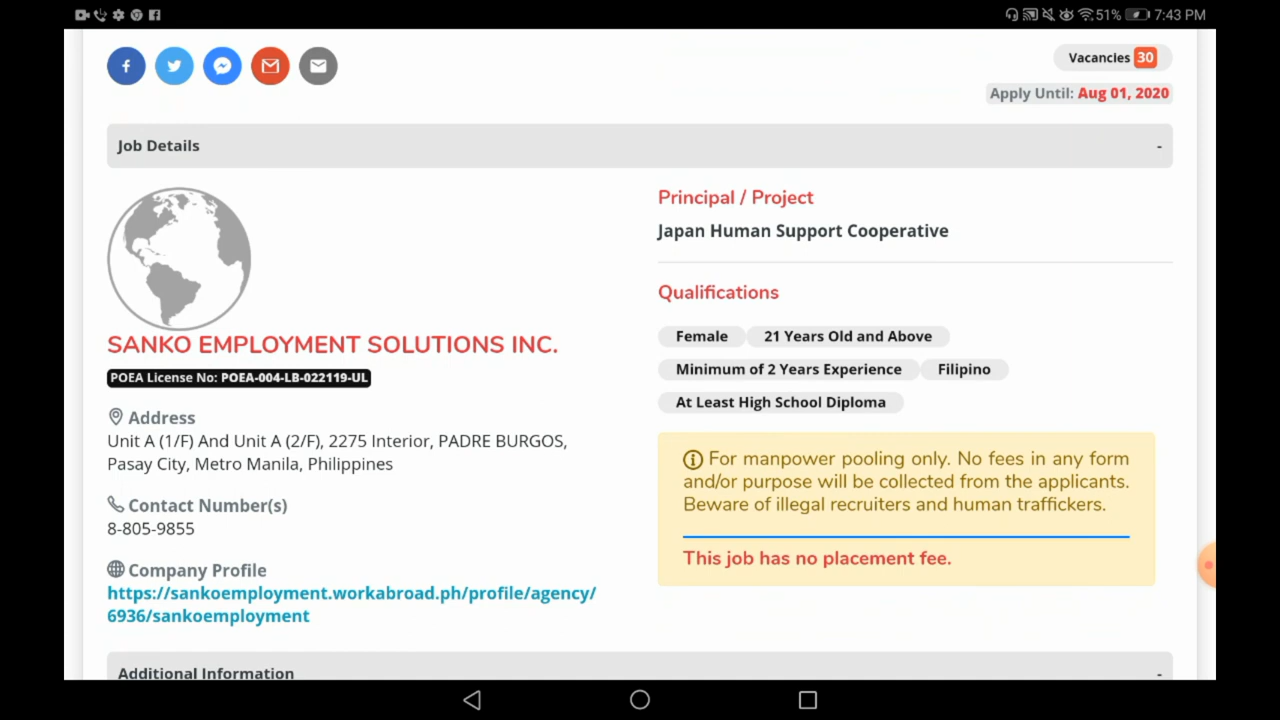 51% 7:43 PM
Vacancies 30
Apply Until: Aug 01, 2020
Job Details -
Principal / Project
Japan Human Support Cooperative
Qualifications
Female 21 Years Old and Above
Minimum of 2 Years Experience Filipino
At Least High School Diploma
For manpower pooling only. No fees in any form
and/or purpose will be collected from the applicants.
Beware of illegal recruiters and human traffickers.
This job has no placement fee.
SANKO EMPLOYMENT SOLUTIONS INC.
POEA License No: POEA-004-LB-022119-UL
Address
Unit A (1/F) And Unit A (2/F), 2275 Interior, PADRE BURGOS,
Pasay City, Metro Manila, Philippines
Contact Number(s)
8-805-9855
Company Profile
https://sankoemployment.workabroad.ph/profile/agency/
6936/sankoemployment
Additional Information -